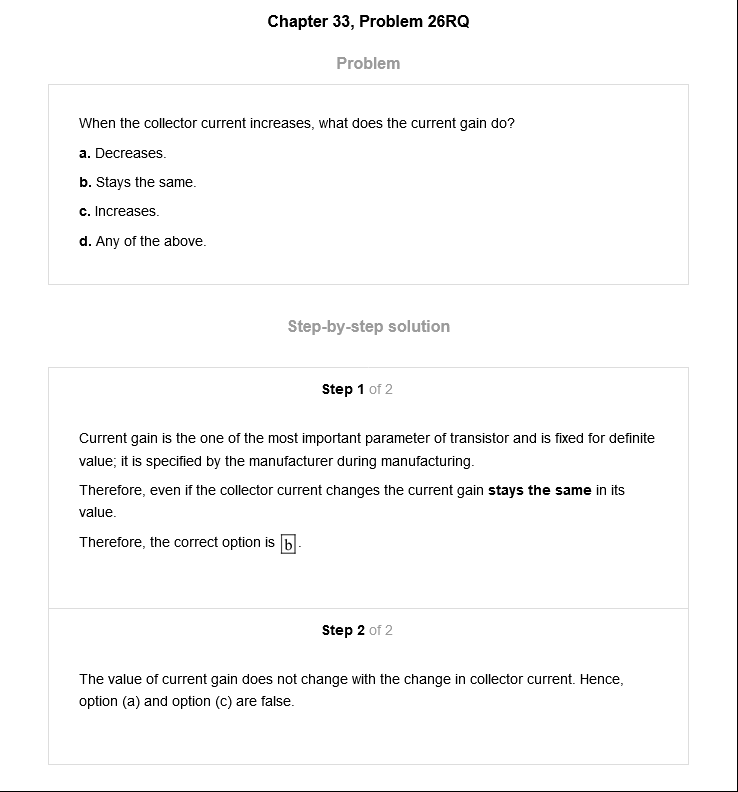 Chapter 33, Problem 26RQ
Problem
When the collector current increases, what does the current gain do?
a. Decreases.
b. Stays the same.
c. Increases.
d. Any of the above.
Step-by-step solution
Step 1 of 2
Current gain is the one of the most important parameter of transistor and is fixed for definite
value; it is specified by the manufacturer during manufacturing.
Therefore, even if the collector current changes the current gain stays the same in its
value.
Therefore, the correct option is b.
Step 2 of 2
The value of current gain does not change with the change in collector current. Hence,
option (a) and option (c) are false.